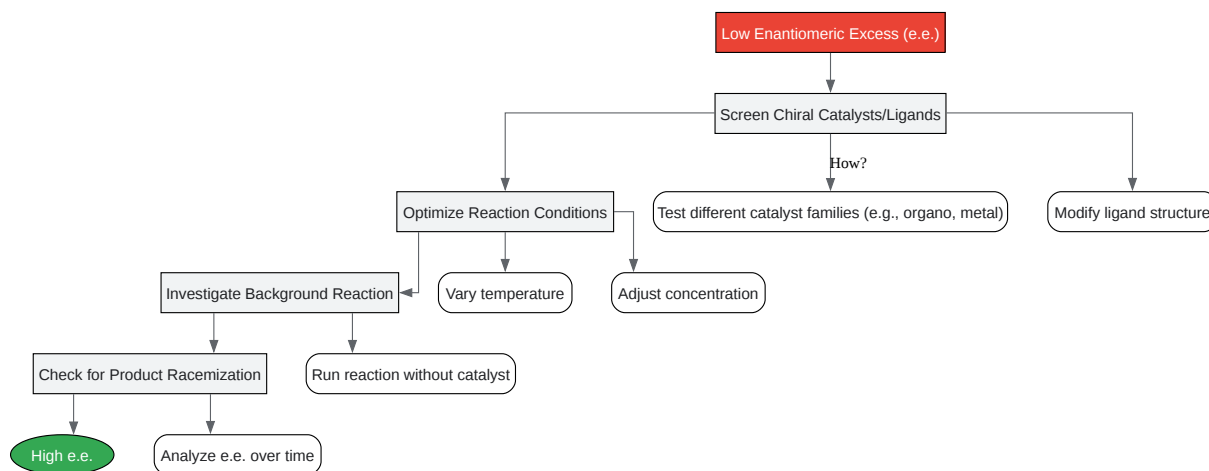 Low Enantiomeric Excess (e.e.)
Screen Chiral Catalysts/Ligands
How?
Optimize Reaction Conditions
Test different catalyst families (e.g., organo, metal)
Modify ligand structure
Investigate Background Reaction
Vary temperature
Adjust concentration
Check for Product Racemization
Run reaction without catalyst
High e.e.
Analyze e.e. over time